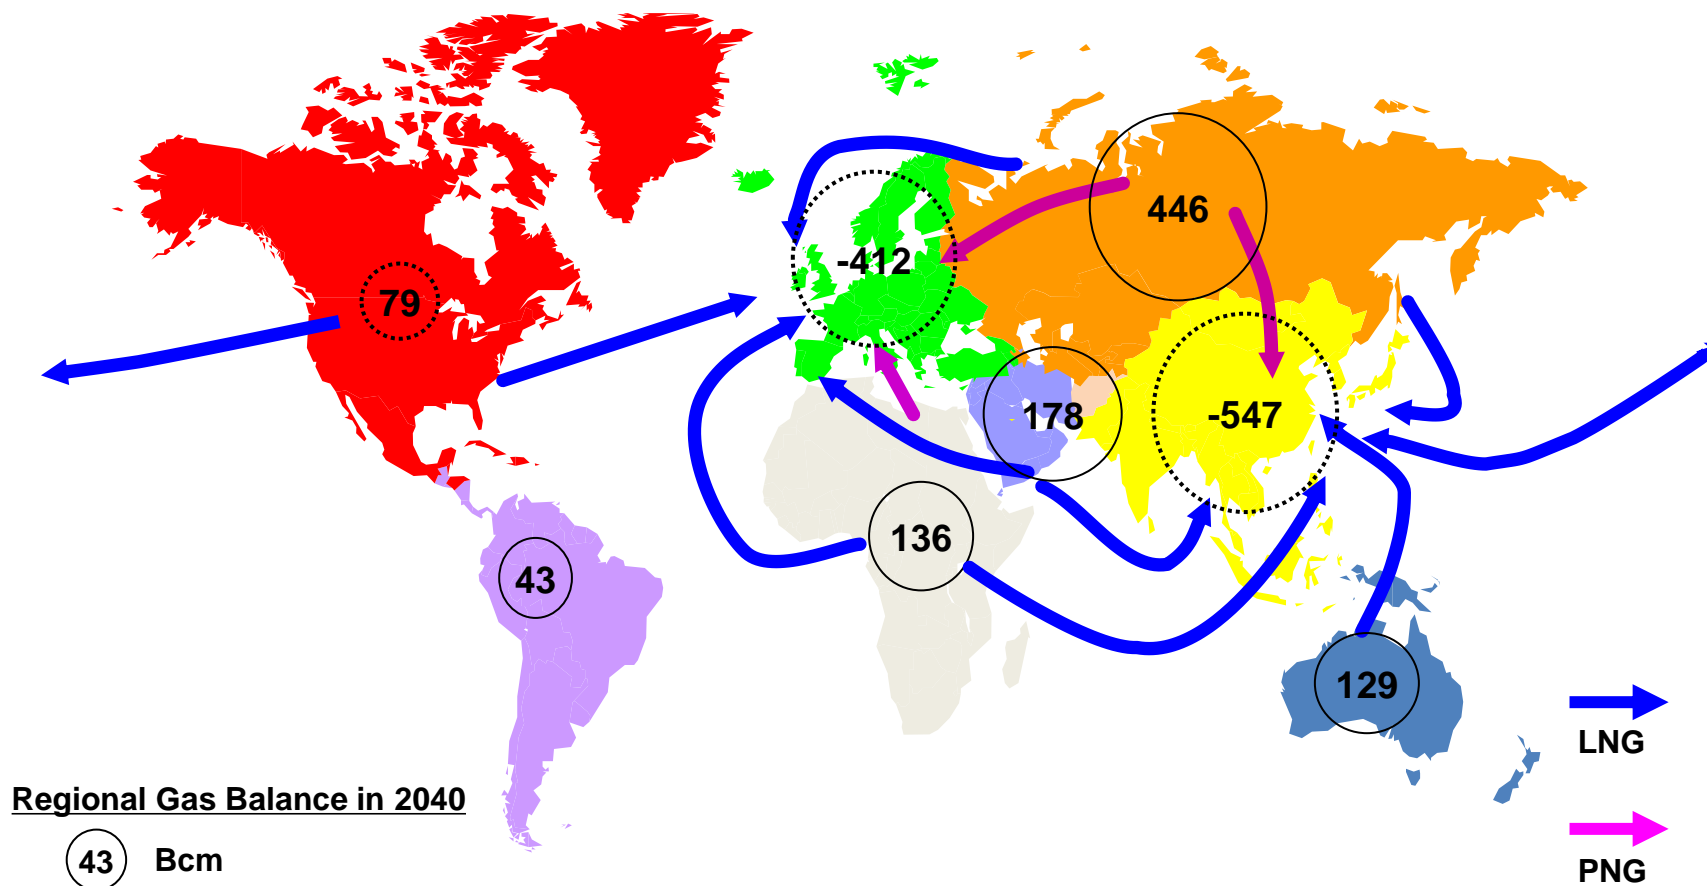 446
-412
79
178
-547
136
43
129
LNG
Regional Gas Balance in 2040
43 Bcm
PNG